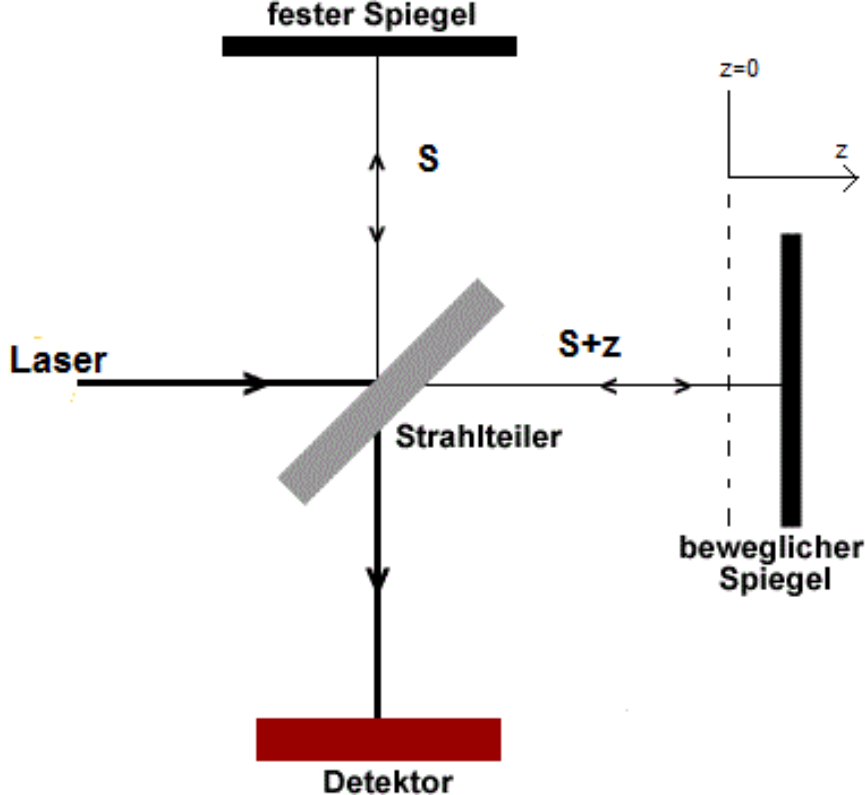 fester Spiegel
z=0
S
z
Laser
S+z
Strahlteiler
beweglicher
Spiegel
Detektor